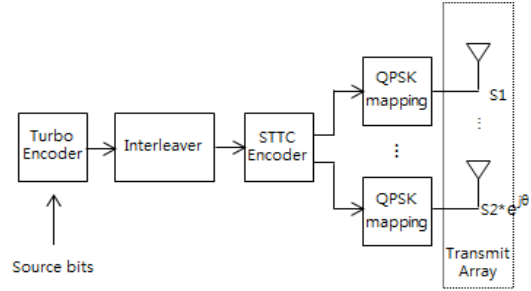 Turbo
Encoder
Interleaver
STTC
Encoder
QPSK
mapping
QPSK
mapping
S1
S2*e^jθ
Transmit
Array
Source bits